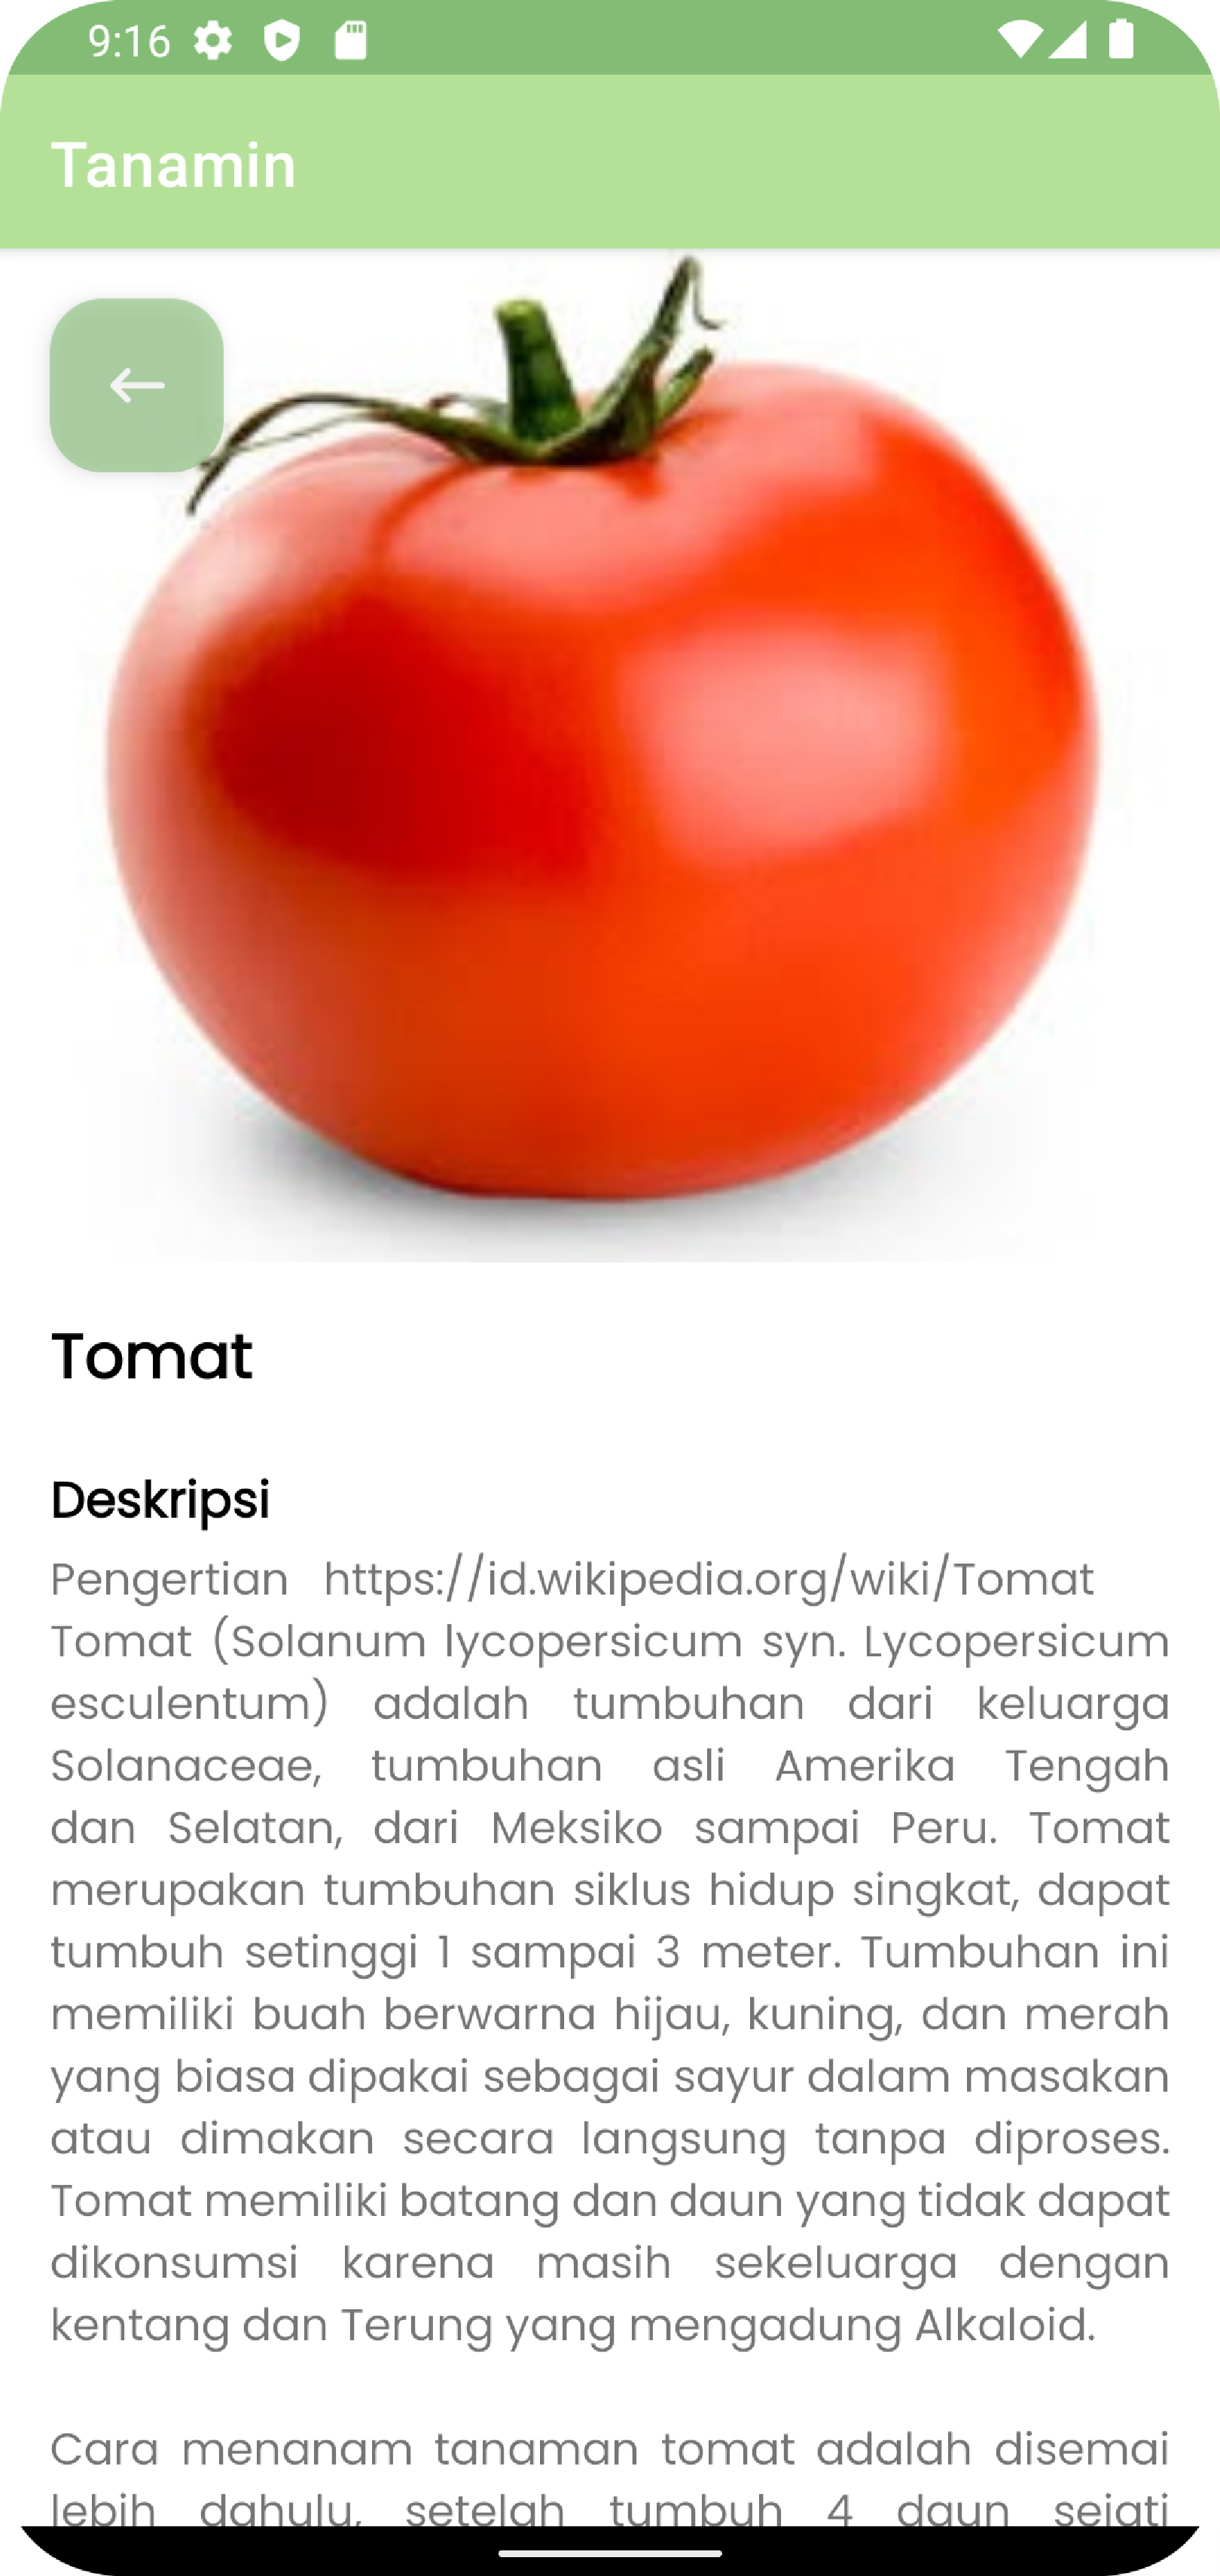 9:16
Tanamin
Tomat
Deskripsi
Pengertian https://id.wikipedia.org/wiki/Tomat
Tomat (Solanum lycopersicum syn. Lycopersicum
esculentum) adalah tumbuhan dari keluarga
Solanaceae, tumbuhan asli Amerika Tengah
dan Selatan, dari Meksiko sampai Peru. Tomat
merupakan tumbuhan siklus hidup singkat, dapat
tumbuh setinggi 1 sampai 3 meter. Tumbuhan ini
memiliki buah berwarna hijau, kuning, dan merah
yang biasa dipakai sebagai sayur dalam masakan
atau dimakan secara langsung tanpa diproses.
Tomat memiliki batang dan daun yang tidak dapat
dikonsumsi karena masih sekeluarga dengan
kentang dan Terung yang mengadung Alkaloid.
Cara menanam tanaman tomat adalah disemai
lebih dahulu, setelah tumbuh 4 daun sejati